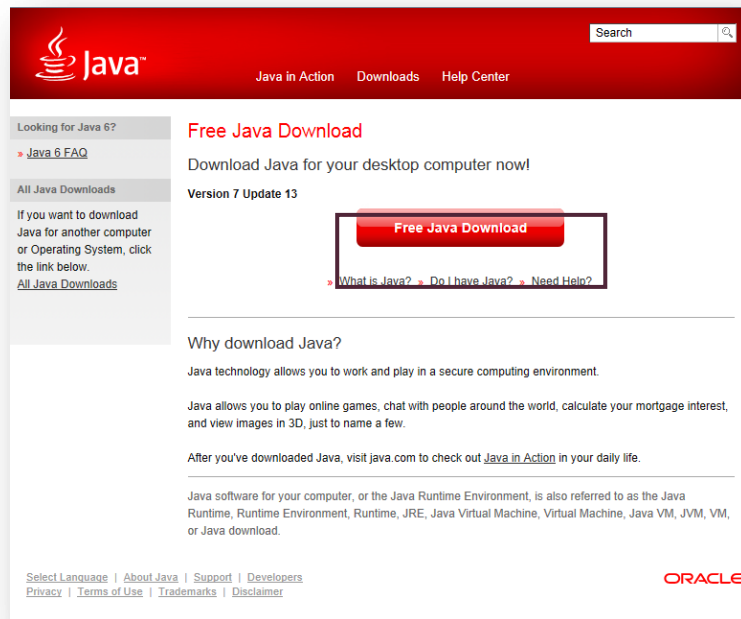 Search
Java™
Java in Action Downloads Help Center
Looking for Java 6?
» Java 6 FAQ
All Java Downloads
If you want to download
Java for another computer
or Operating System, click
the link below.
All Java Downloads
Free Java Download
Download Java for your desktop computer now!
Version 7 Update 13
Free Java Download
» What is Java? » Do I have Java? » Need Help?
Why download Java?
Java technology allows you to work and play in a secure computing environment.
Java allows you to play online games, chat with people around the world, calculate your mortgage interest,
and view images in 3D, just to name a few.
After you've downloaded Java, visit java.com to check out Java in Action in your daily life.
Java software for your computer, or the Java Runtime Environment, is also referred to as the Java
Runtime, Runtime Environment, Runtime, JRE, Java Virtual Machine, Virtual Machine, Java VM, JVM, VM,
or Java download.
Select Language | About Java | Support | Developers
Privacy | Terms of Use | Trademarks | Disclaimer
ORACLE